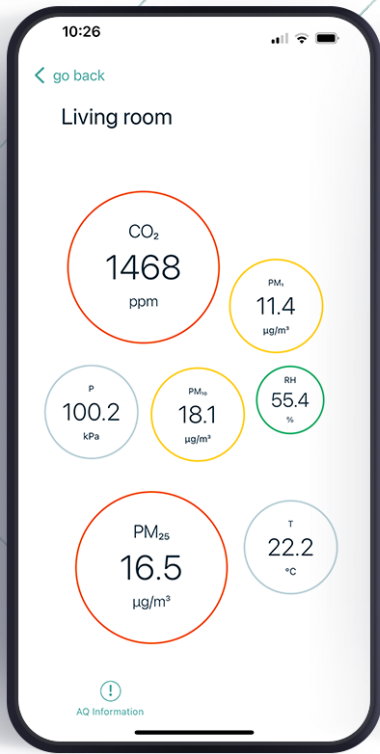 10:26
go back
Living room
CO₂
1468
ppm
PM₁
11.4
µg/m³
P
100.2
kPa
PM₁₀
18.1
µg/m³
RH
55.4
%
PM₂₅
16.5
µg/m³
T
22.2
°C
AQ Information